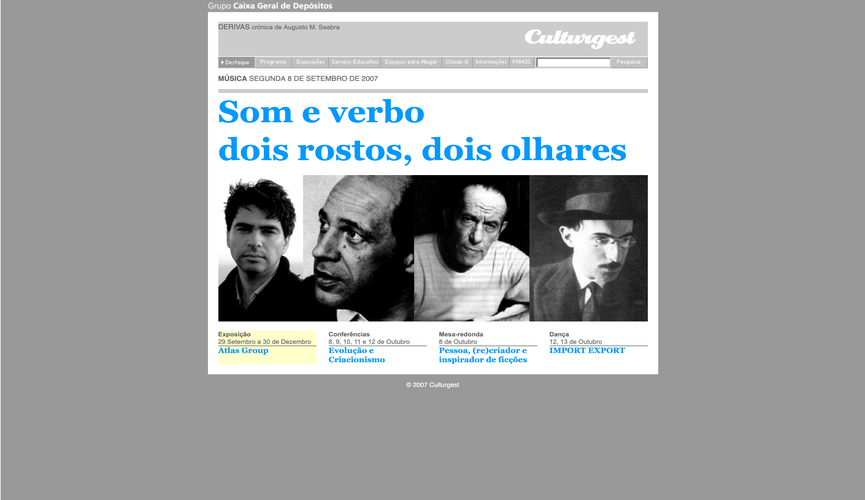 Grupo Caixa Geral de Depósitos
DERIVAS crónica de Augusto M. Seabra
Culturgest
Destaque Programa Exposições Serviço Educativo Espaços para Alugar Chiado 8 Informações PANOS Pesquisar
MÚSICA SEGUNDA 8 DE SETEMBRO DE 2007
Som e verbo
dois rostos, dois olhares
Exposição
29 Setembro a 30 de Dezembro
Atlas Group
Conferências
8, 9, 10, 11 e 12 de Outubro
Evolução e
Criacionismo
Mesa-redonda
8 de Outubro
Pessoa, (re)criador e
inspirador de ficções
Dança
12, 13 de Outubro
IMPORT EXPORT
© 2007 Culturgest